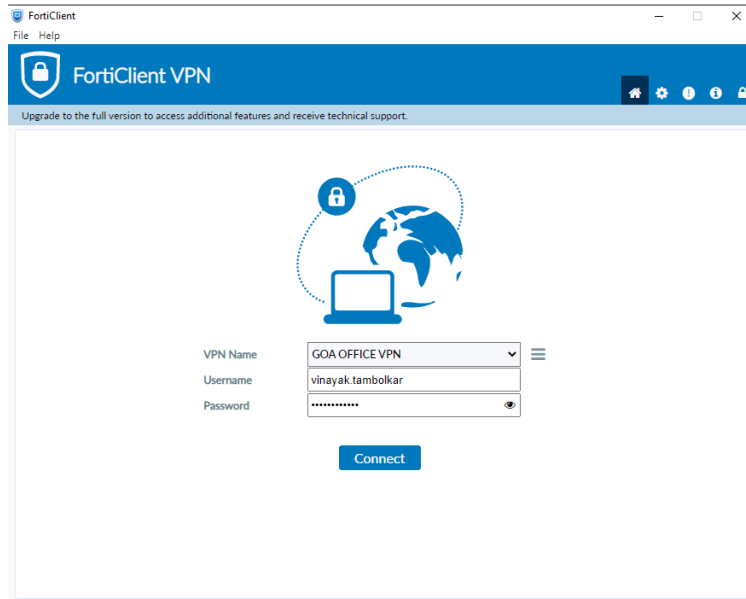 FortiClient
File Help
FortiClient VPN
Upgrade to the full version to access additional features and receive technical support.
VPN Name GOA OFFICE VPN
Username vinayak.tambolkar
Password ••••••••••••
Connect